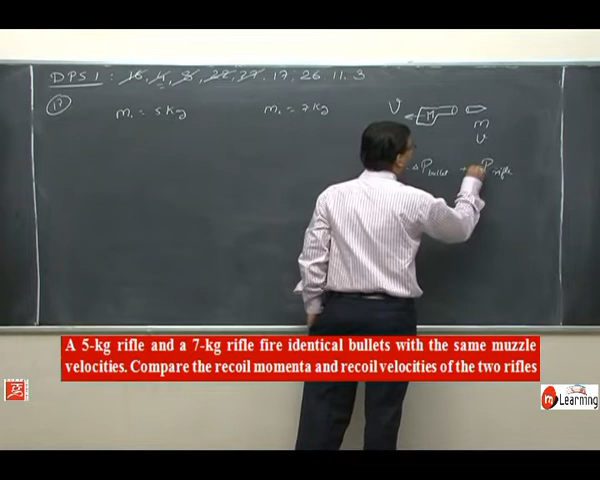 DPS 1 : 16, 4, 8, 22, 27, 17, 26 11. 3
17
m₁ = 5 kg m₁ = 7 kg
V M
m
v
Δ P bullet + P rifle
A 5-kg rifle and a 7-kg rifle fire identical bullets with the same muzzle
velocities. Compare the recoil momenta and recoil velocities of the two rifles
m Learning